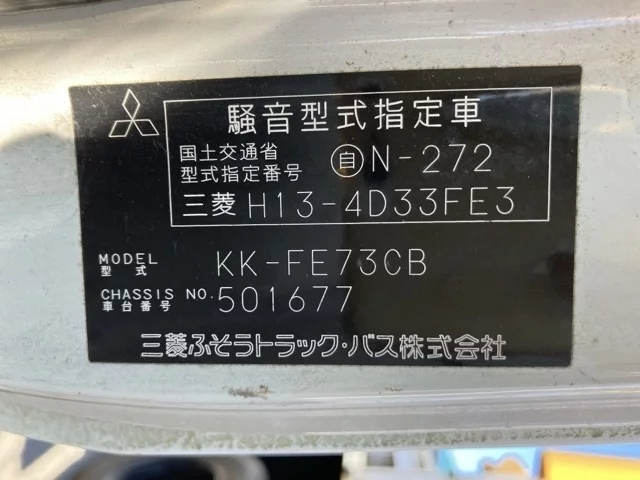 騒音型式指定車
国土交通省
型式指定番号 自N-272
三菱 H13-4D33FE3
MODEL
型式 KK-FE73CB
CHASSIS NO.
車台番号 501677
三菱ふそうトラック・バス株式会社